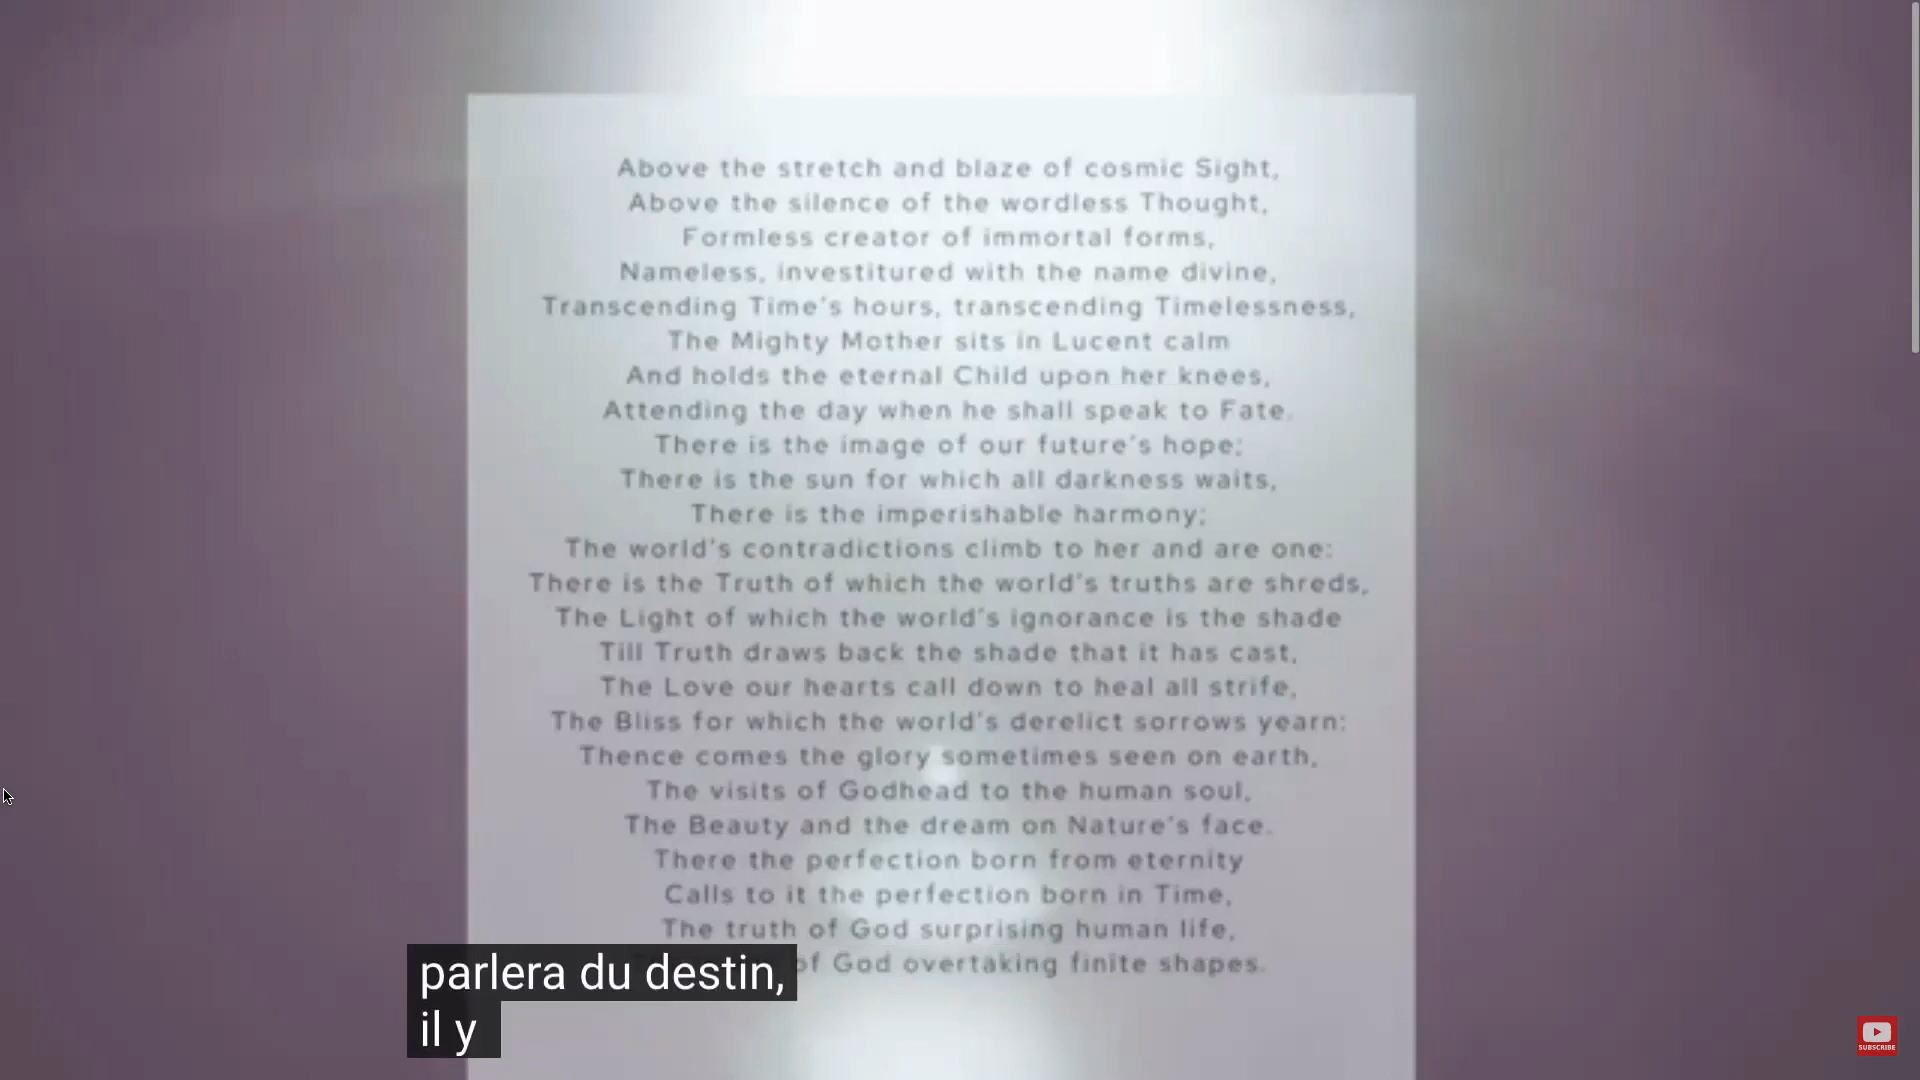 Above the stretch and blaze of cosmic Sight,
Above the silence of the wordless Thought,
Formless creator of immortal forms,
Nameless, investitured with the name divine,
Transcending Time's hours, transcending Timelessness,
The Mighty Mother sits in Lucent calm
And holds the eternal Child upon her knees,
Attending the day when he shall speak to Fate.
There is the image of our future's hope;
There is the sun for which all darkness waits,
There is the imperishable harmony;
The world's contradictions climb to her and are one:
There is the Truth of which the world's truths are shreds,
The Light of which the world's ignorance is the shade
Till Truth draws back the shade that it has cast,
The Love our hearts call down to heal all strife,
The Bliss for which the world's derelict sorrows yearn:
Thence comes the glory sometimes seen on earth,
The visits of Godhead to the human soul,
The Beauty and the dream on Nature's face.
There the perfection born from eternity
Calls to it the perfection born in Time,
The truth of God surprising human life,
of God overtaking finite shapes.
parlera du destin,
il y
SUBSCRIBE